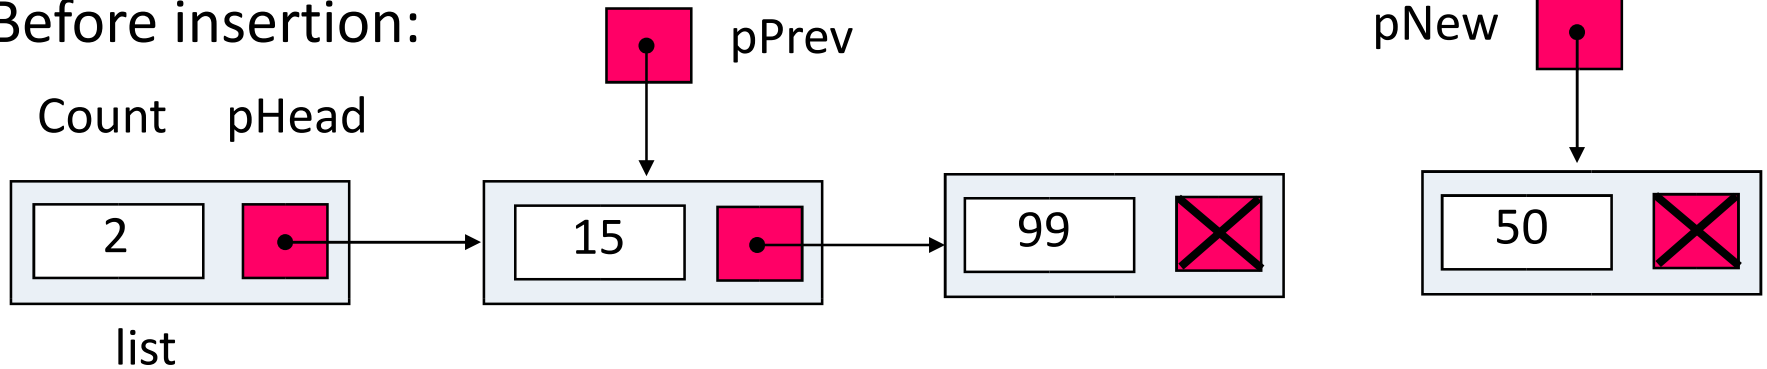 Before insertion:
pPrev
pNew
Count pHead
2
15
99
50
list